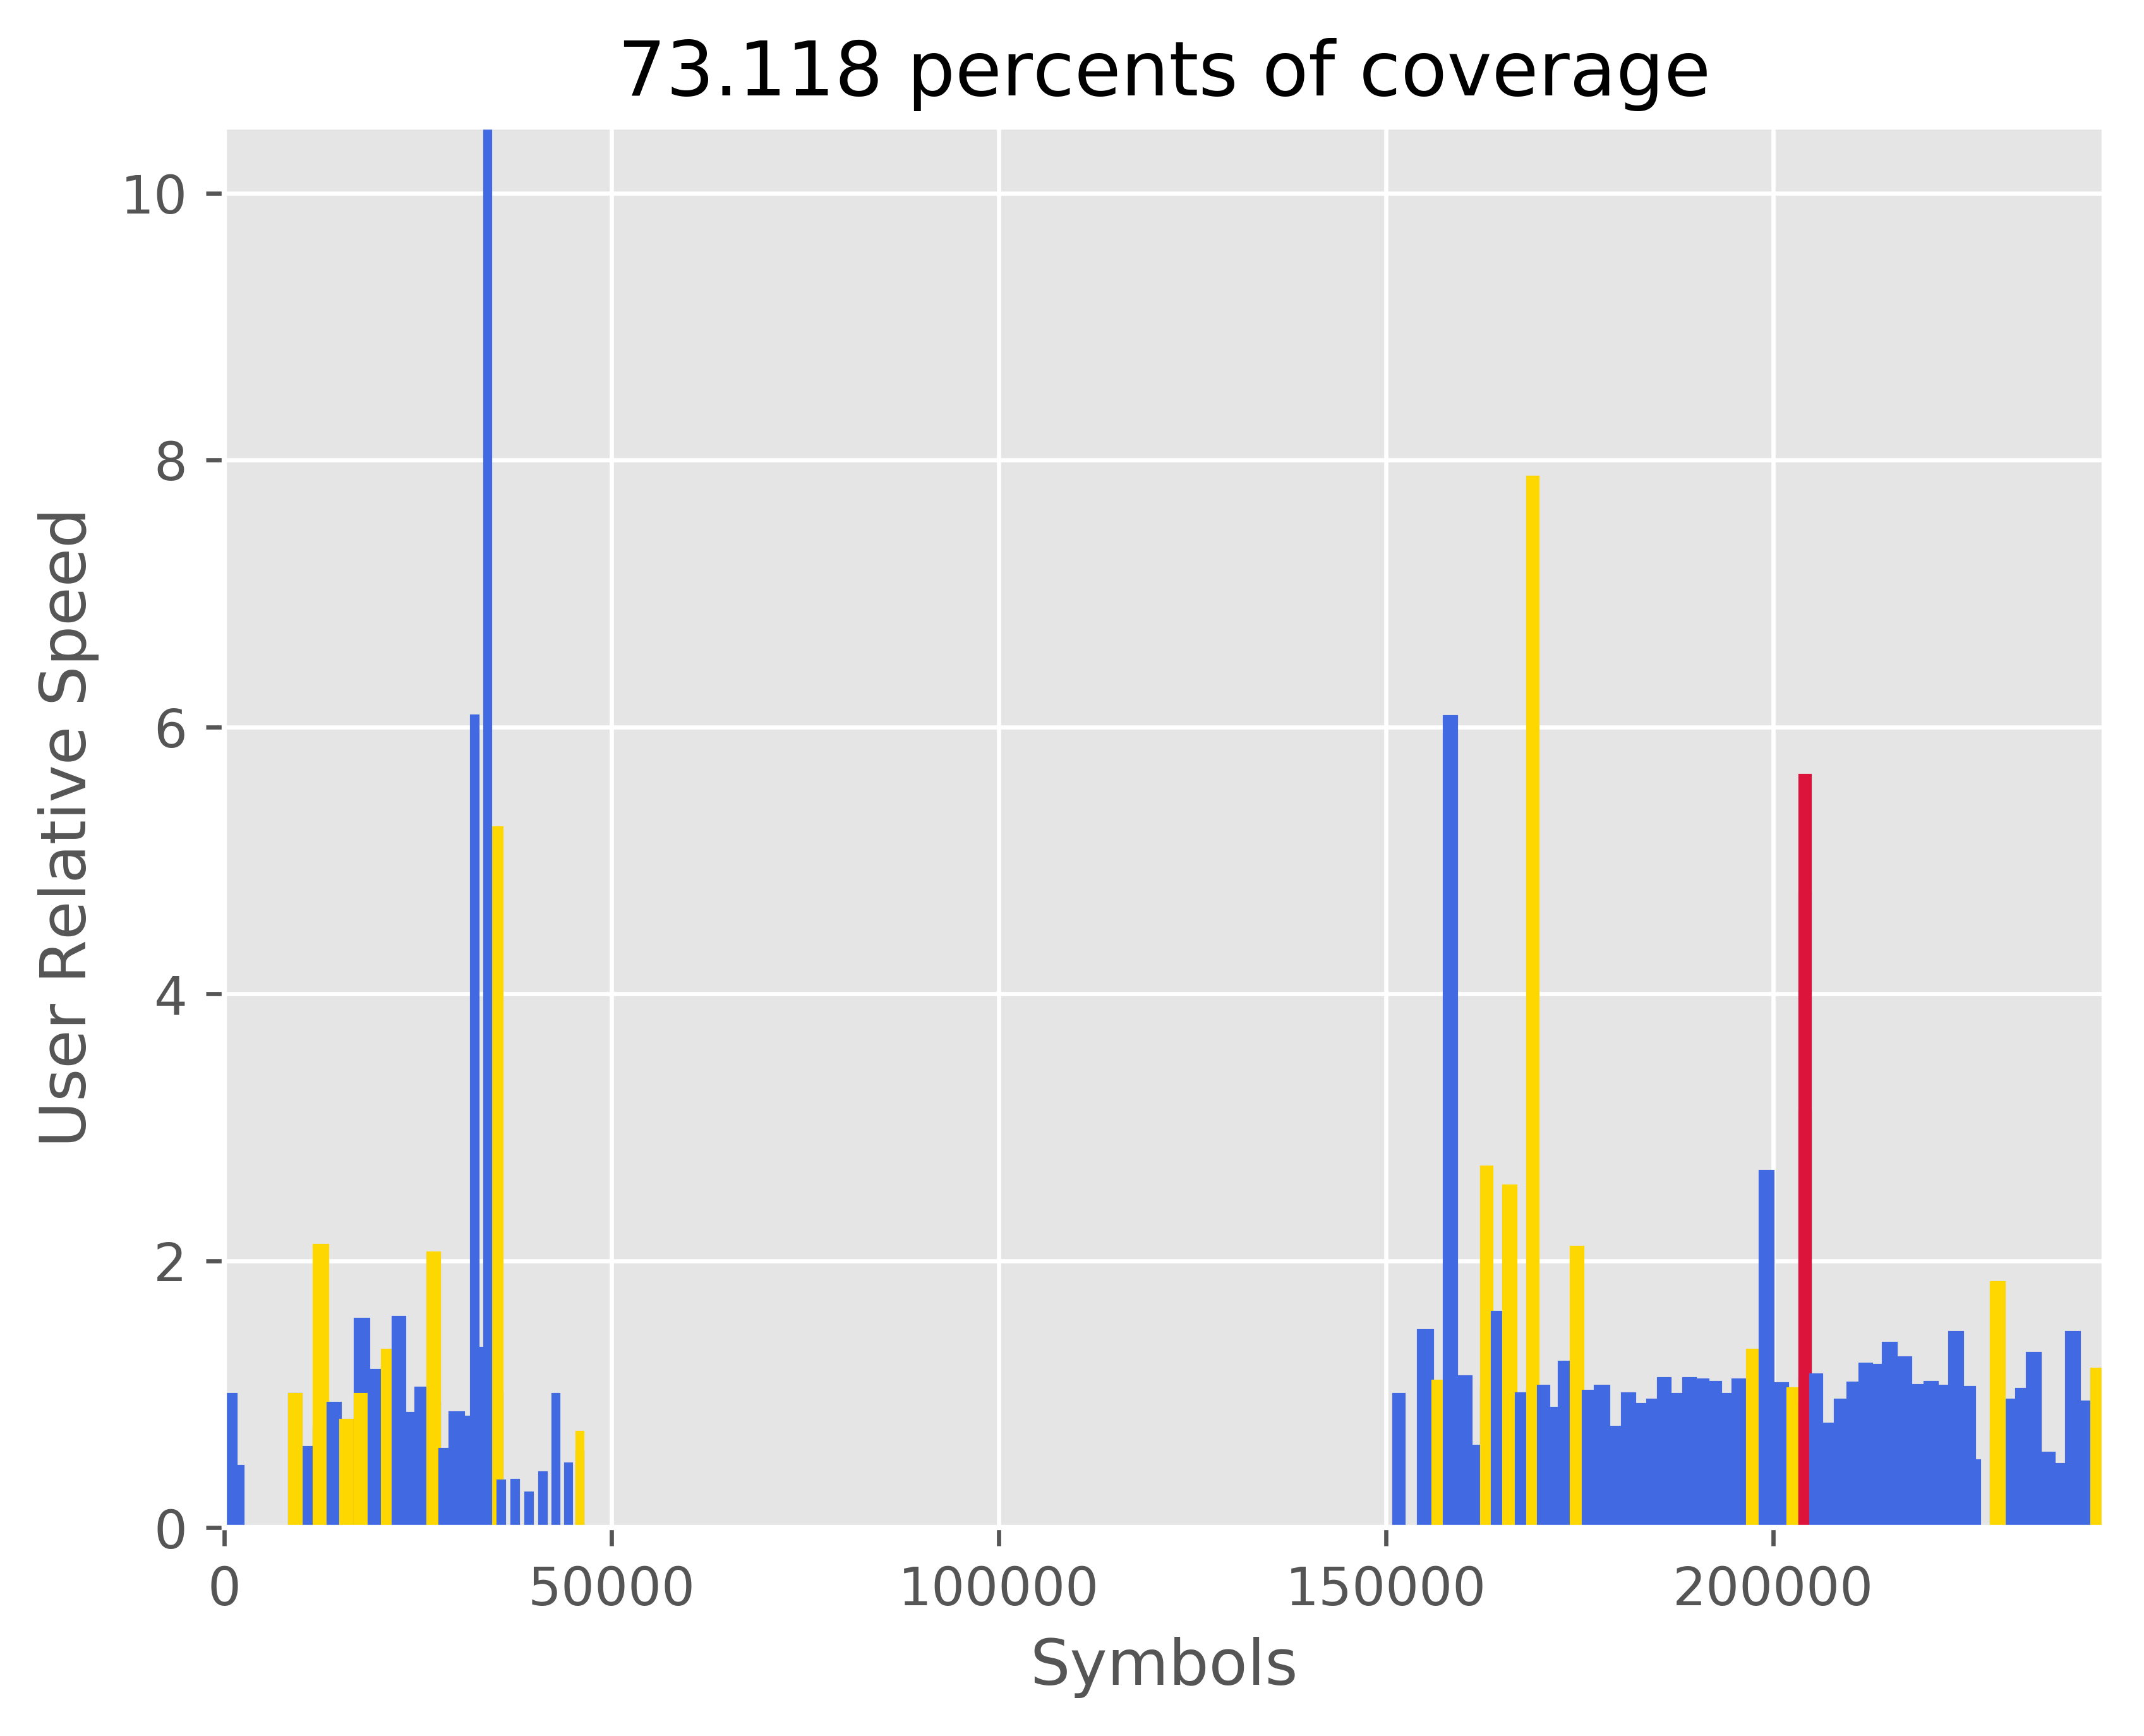 73.118 percents of coverage
10
8
6
4
2
0
User Relative Speed
0 50000 100000 150000 200000
Symbols